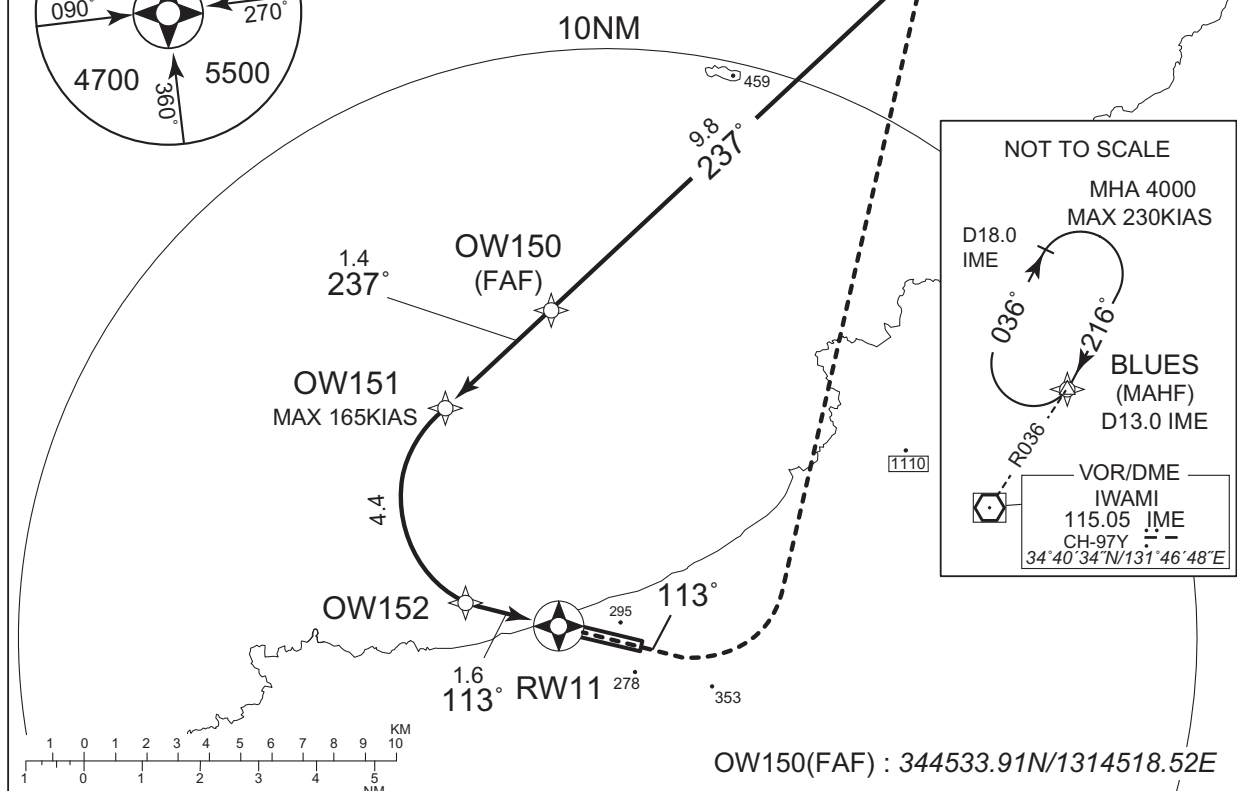 090°
270°
4700
5500
360°
10NM
459
9.8
237°
OW150
(FAF)
1.4
237°
OW151
MAX 165KIAS
4.4
OW152
1.6
113°
RW11
295
113°
278
353
1110
NOT TO SCALE
MHA 4000
MAX 230KIAS
D18.0
IME
036°
216°
BLUES
(MAHF)
D13.0 IME
R036
VOR/DME
IWAMI
115.05 IME
CH-97Y
34°40′34″N/131°46′48″E
KM
1 0 1 2 3 4 5 6 7 8 9 10
1 0 1 2 3 4 5
NM
OW150(FAF) : 344533.91N/1314518.52E